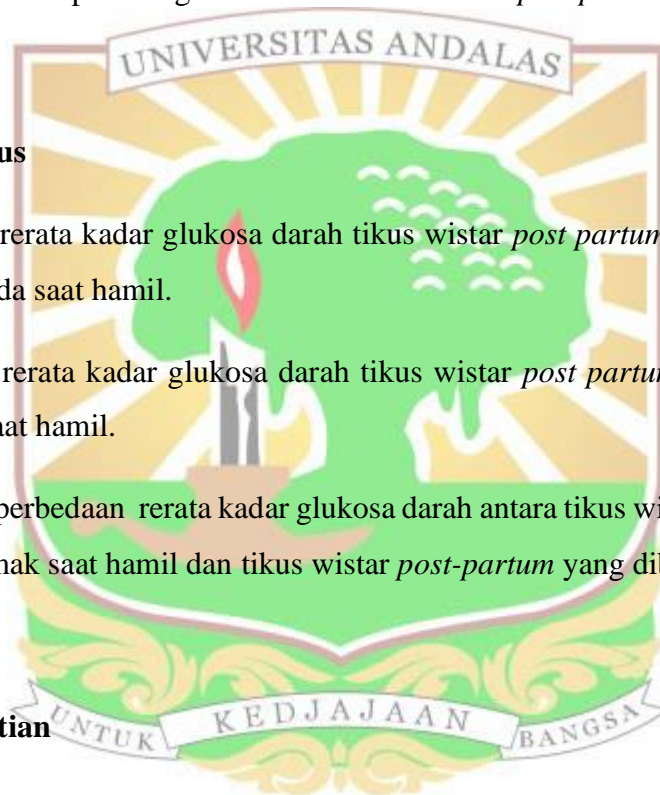 UNIVERSITAS ANDALAS
us
rerata kadar glukosa darah tikus wistar post partum
da saat hamil.
rerata kadar glukosa darah tikus wistar post partu
aat hamil.
perbedaan rerata kadar glukosa darah antara tikus wi
nak saat hamil dan tikus wistar post-partum yang dib
tian
UNTUK KEDJAJAAN BANGSA